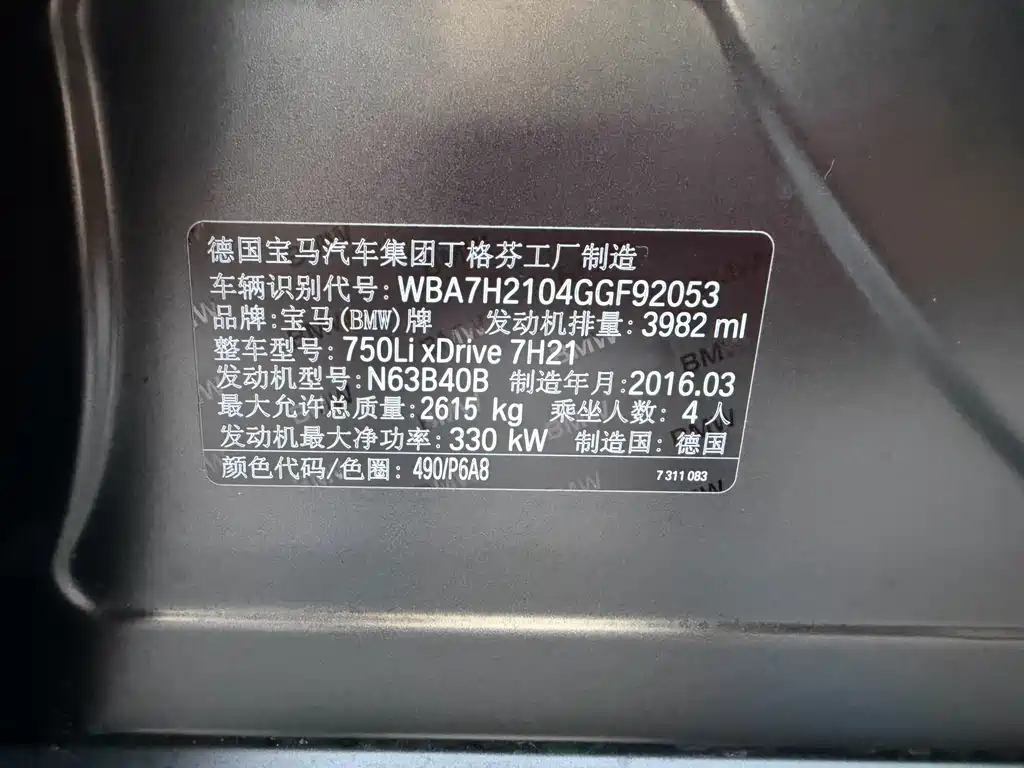 德国宝马汽车集团丁格芬工厂制造
车辆识别代号: WBA7H2104GGF92053
品牌:宝马(BMW)牌 发动机排量: 3982 ml
整车型号: 750Li xDrive 7H21
发动机型号: N63B40B 制造年月:2016.03
最大允许总质量: 2615 kg 乘坐人数: 4 人
发动机最大净功率: 330 kW 制造国: 德国
颜色代码/色圈: 490/P6A8 7 311 083